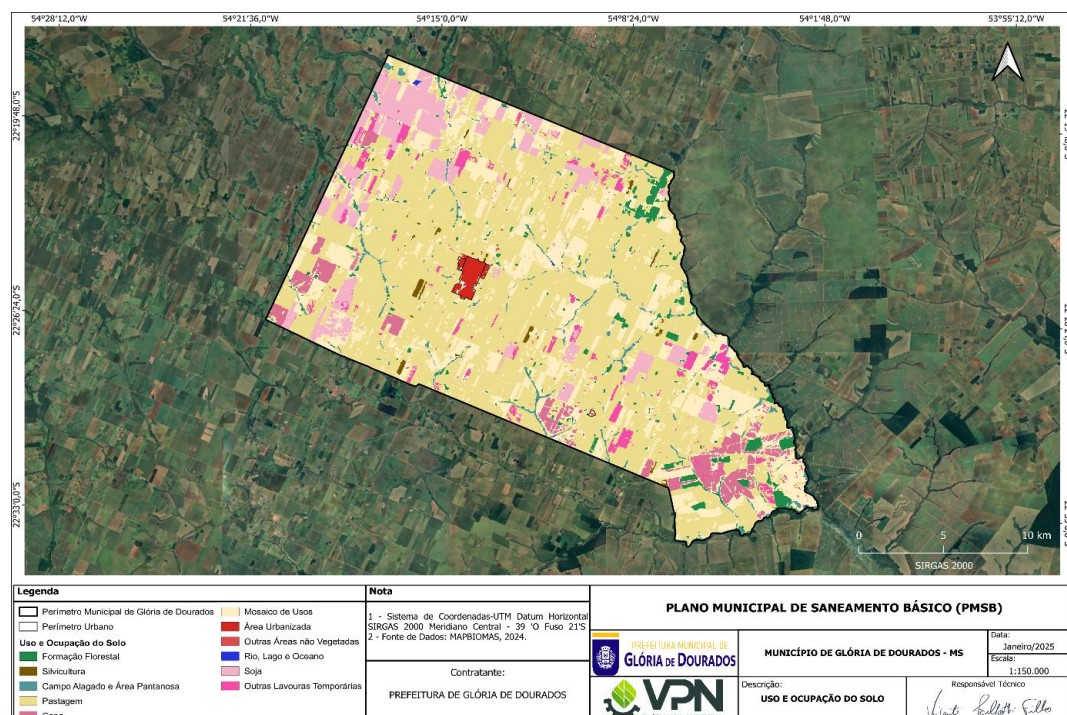 54°28'12,0"W 54°21'36,0"W 54°15'0,0"W 54°8'24,0"W 54°1'48,0"W 53°55'12,0"W
22°19'48,0"S
22°26'24,0"S
22°33'0,0"S
0 5 10 km
SIRGAS 2000
Legenda
Perímetro Municipal de Glória de Dourados
Perímetro Urbano
Uso e Ocupação do Solo
Formação Florestal
Silvicultura
Campo Alagado e Área Pantanosa
Pastagem
Cana
Mosaico de Usos
Área Urbanizada
Outras Áreas não Vegetadas
Rio, Lago e Oceano
Soja
Outras Lavouras Temporárias
Nota
1 - Sistema de Coordenadas-UTM Datum Horizontal
SIRGAS 2000 Meridiano Central - 39 'O Fuso 21'S
2 - Fonte de Dados: MAPBIOMAS, 2024.
Contratante:
PREFEITURA DE GLÓRIA DE DOURADOS
PLANO MUNICIPAL DE SANEAMENTO BÁSICO (PMSB)
PREFEITURA MUNICIPAL DE
GLÓRIA DE DOURADOS
VPN
MUNICÍPIO DE GLÓRIA DE DOURADOS - MS
Data:
Janeiro/2025
Escala:
1:150.000
Descrição:
USO E OCUPAÇÃO DO SOLO
Responsável Técnico